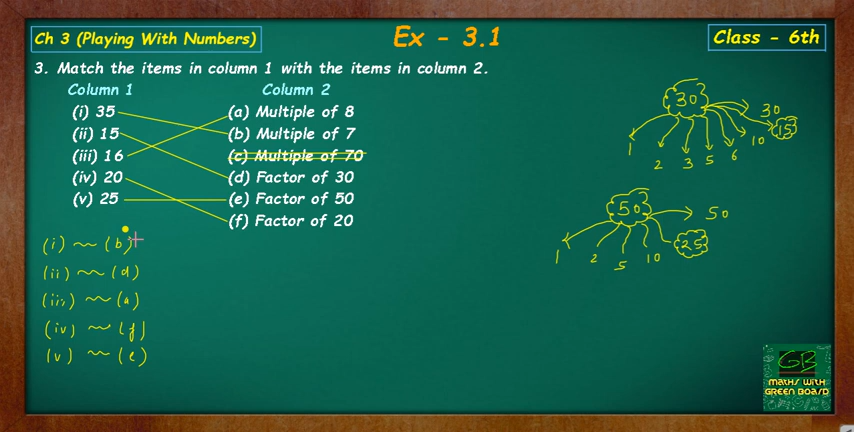 Ch 3 (Playing With Numbers)
Ex - 3.1
Class - 6th
3. Match the items in column 1 with the items in column 2.
Column 1 Column 2
(i) 35 (a) Multiple of 8
(ii) 15 (b) Multiple of 7
(iii) 16 (c) Multiple of 70
(iv) 20 (d) Factor of 30
(v) 25 (e) Factor of 50
(f) Factor of 20
(i) ~ (b)
(ii) ~ (d)
(iii) ~ (a)
(iv) ~ (f)
(v) ~ (e)
30
1 2 3 5 6 10 15 30
50
1 2 5 10 25 50
GB
MATHS WITH
GREEN BOARD